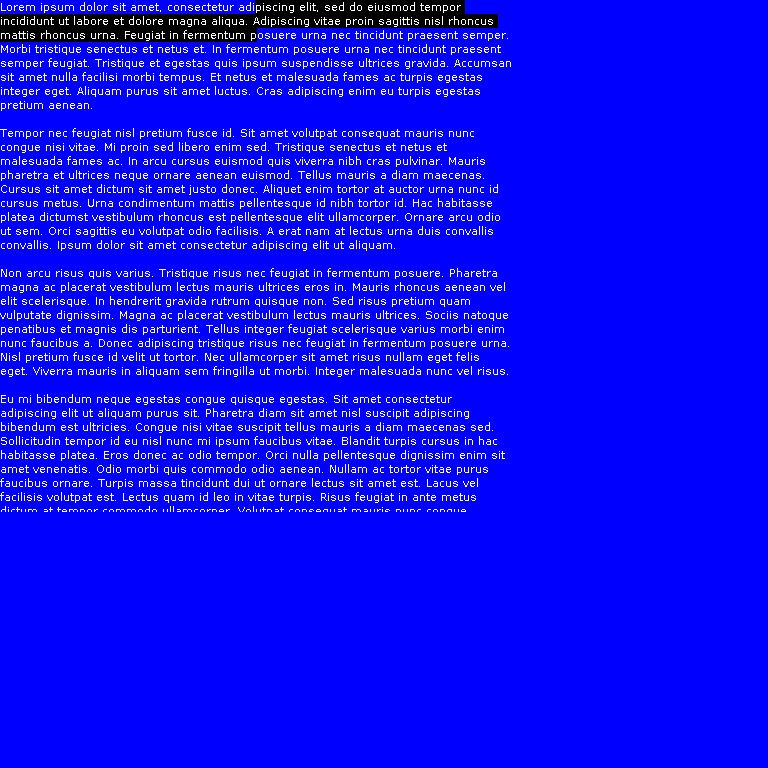 Lorem ipsum dolor sit amet, consectetur adipiscing elit, sed do eiusmod tempor
incididunt ut labore et dolore magna aliqua. Adipiscing vitae proin sagittis nisl rhoncus
mattis rhoncus urna. Feugiat in fermentum posuere urna nec tincidunt praesent semper.
Morbi tristique senectus et netus et. In fermentum posuere urna nec tincidunt praesent
semper feugiat. Tristique et egestas quis ipsum suspendisse ultrices gravida. Accumsan
sit amet nulla facilisi morbi tempus. Et netus et malesuada fames ac turpis egestas
integer eget. Aliquam purus sit amet luctus. Cras adipiscing enim eu turpis egestas
pretium aenean.

Tempor nec feugiat nisl pretium fusce id. Sit amet volutpat consequat mauris nunc
congue nisi vitae. Mi proin sed libero enim sed. Tristique senectus et netus et
malesuada fames ac. In arcu cursus euismod quis viverra nibh cras pulvinar. Mauris
pharetra et ultrices neque ornare aenean euismod. Tellus mauris a diam maecenas.
Cursus sit amet dictum sit amet justo donec. Aliquet enim tortor at auctor urna nunc id
cursus metus. Urna condimentum mattis pellentesque id nibh tortor id. Hac habitasse
platea dictumst vestibulum rhoncus est pellentesque elit ullamcorper. Ornare arcu odio
ut sem. Orci sagittis eu volutpat odio facilisis. A erat nam at lectus urna duis convallis
convallis. Ipsum dolor sit amet consectetur adipiscing elit ut aliquam.

Non arcu risus quis varius. Tristique risus nec feugiat in fermentum posuere. Pharetra
magna ac placerat vestibulum lectus mauris ultrices eros in. Mauris rhoncus aenean vel
elit scelerisque. In hendrerit gravida rutrum quisque non. Sed risus pretium quam
vulputate dignissim. Magna ac placerat vestibulum lectus mauris ultrices. Sociis natoque
penatibus et magnis dis parturient. Tellus integer feugiat scelerisque varius morbi enim
nunc faucibus a. Donec adipiscing tristique risus nec feugiat in fermentum posuere urna.
Nisl pretium fusce id velit ut tortor. Nec ullamcorper sit amet risus nullam eget felis
eget. Viverra mauris in aliquam sem fringilla ut morbi. Integer malesuada nunc vel risus.

Eu mi bibendum neque egestas congue quisque egestas. Sit amet consectetur
adipiscing elit ut aliquam purus sit. Pharetra diam sit amet nisl suscipit adipiscing
bibendum est ultricies. Congue nisi vitae suscipit tellus mauris a diam maecenas sed.
Sollicitudin tempor id eu nisl nunc mi ipsum faucibus vitae. Blandit turpis cursus in hac
habitasse platea. Eros donec ac odio tempor. Orci nulla pellentesque dignissim enim sit
amet venenatis. Odio morbi quis commodo odio aenean. Nullam ac tortor vitae purus
faucibus ornare. Turpis massa tincidunt dui ut ornare lectus sit amet est. Lacus vel
facilisis volutpat est. Lectus quam id leo in vitae turpis. Risus feugiat in ante metus
dictum at tempor commodo ullamcorper. Volutpat consequat mauris nunc congue